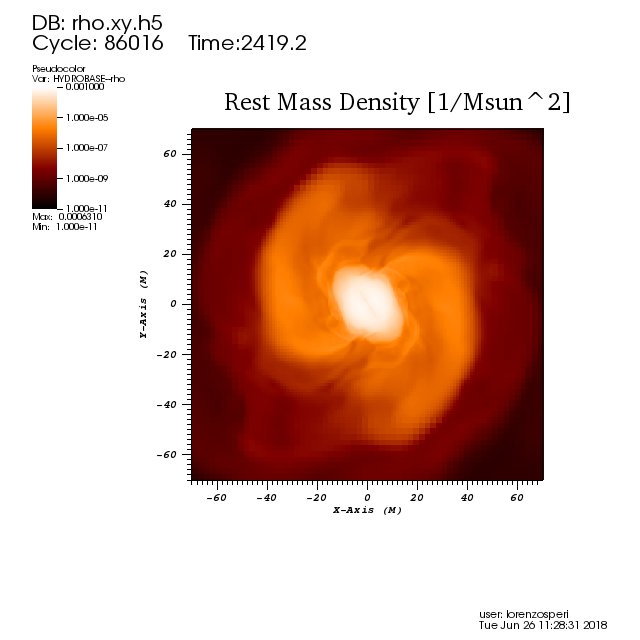 DB: rho.xy.h5
Cycle: 86016 Time:2419.2
Pseudocolor
Var: HYDROBASE--rho
0.001000
1.000e-05
1.000e-07
1.000e-09
1.000e-11
Max: 0.0006310
Min: 1.000e-11
Rest Mass Density [1/Msun^2]
60
40
20
0
-20
-40
-60
Y-Axis (M)
-60 -40 -20 0 20 40 60
X-Axis (M)
user: lorenzosperi
Tue Jun 26 11:28:31 2018